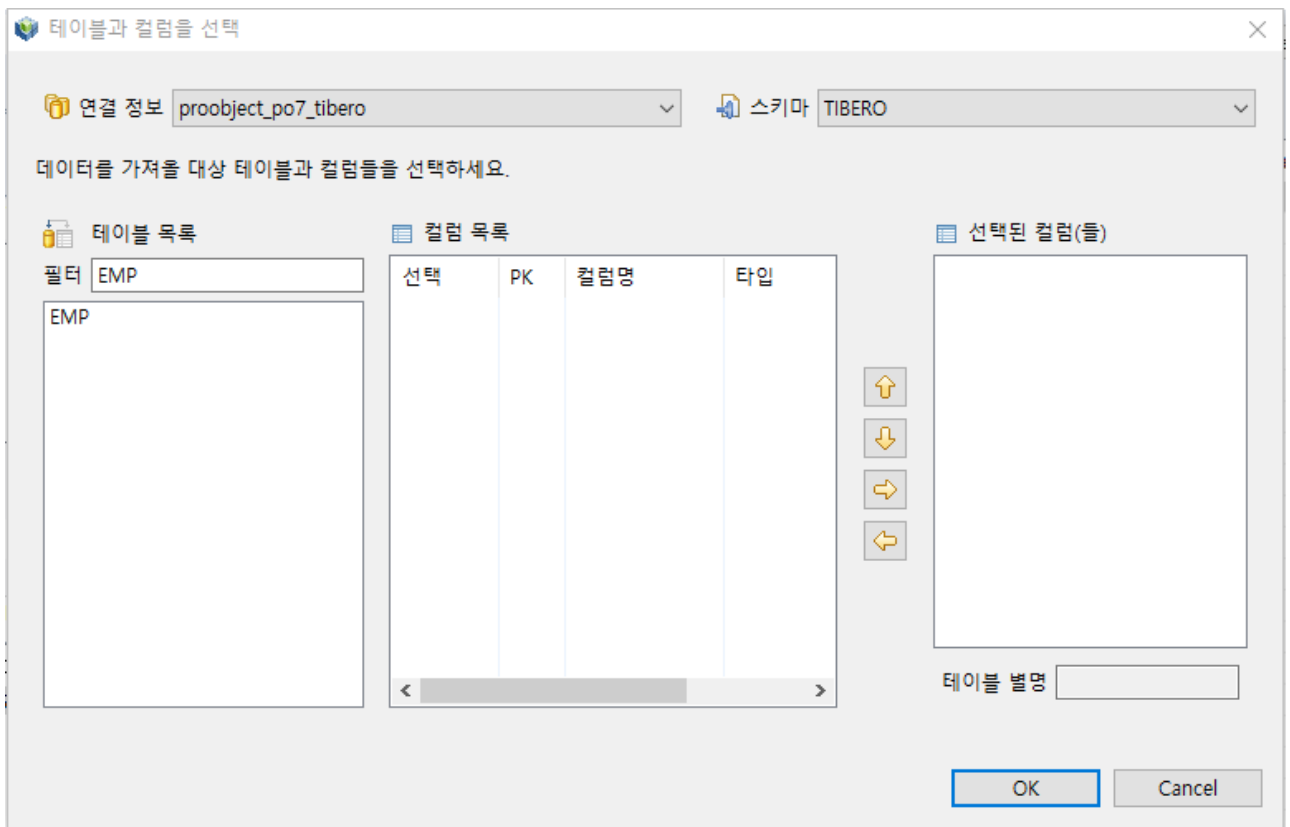 테이블과 컬럼을 선택
연결 정보 proobject_po7_tibero 스키마 TIBERO
데이터를 가져올 대상 테이블과 컬럼들을 선택하세요.
테이블 목록
필터 EMP
EMP
컬럼 목록
선택 PK 컬럼명 타입
선택된 컬럼(들)
테이블 별명
OK Cancel